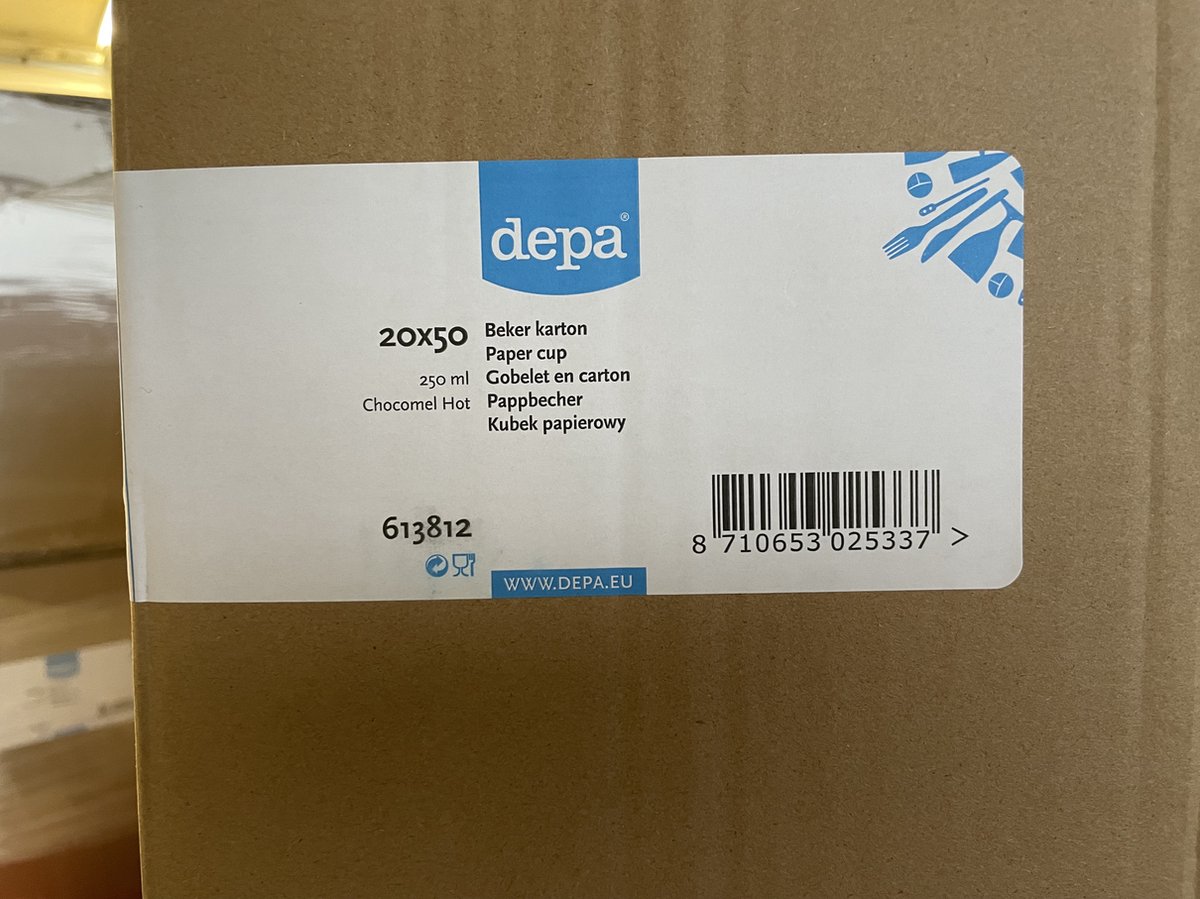 depa®
20x50 Beker karton
Paper cup
250 ml Gobelet en carton
Chocomel Hot Pappbecher
Kubek papierowy
613812
8 710653 025337 >
WWW.DEPA.EU